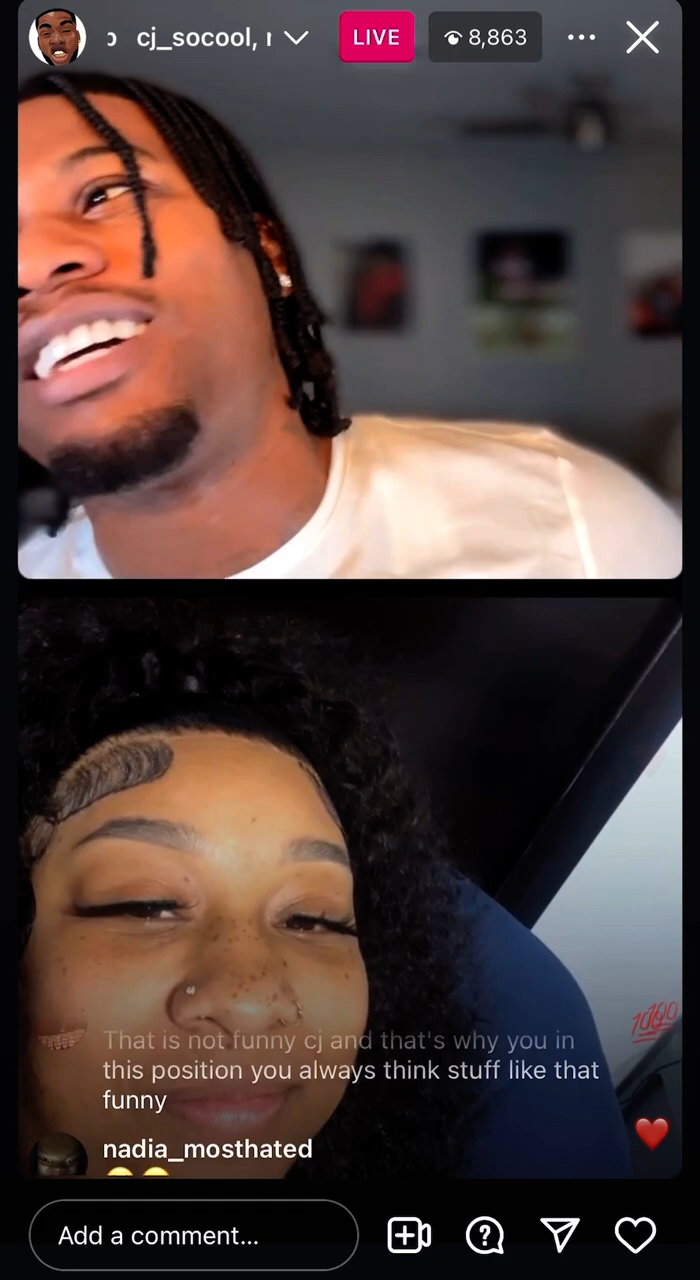 cj_socool,
LIVE
8,863
That is not funny cj and that's why you in
this position you always think stuff like that
funny
nadia_mosthated
Add a comment...